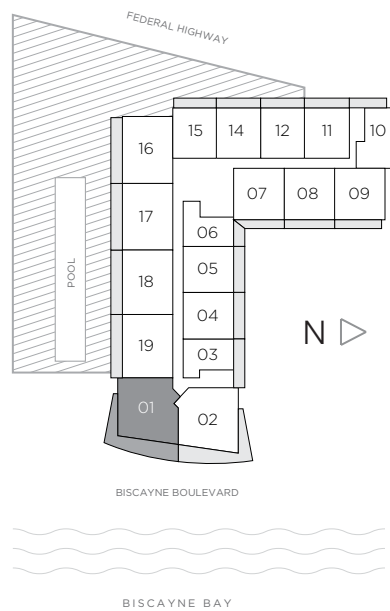 FEDERAL HIGHWAY
15 14 12 11 10
16
07 08 09
17
06
POOL
05
18
04
N
19
03
01
02
BISCAYNE BOULEVARD
BISCAYNE BAY